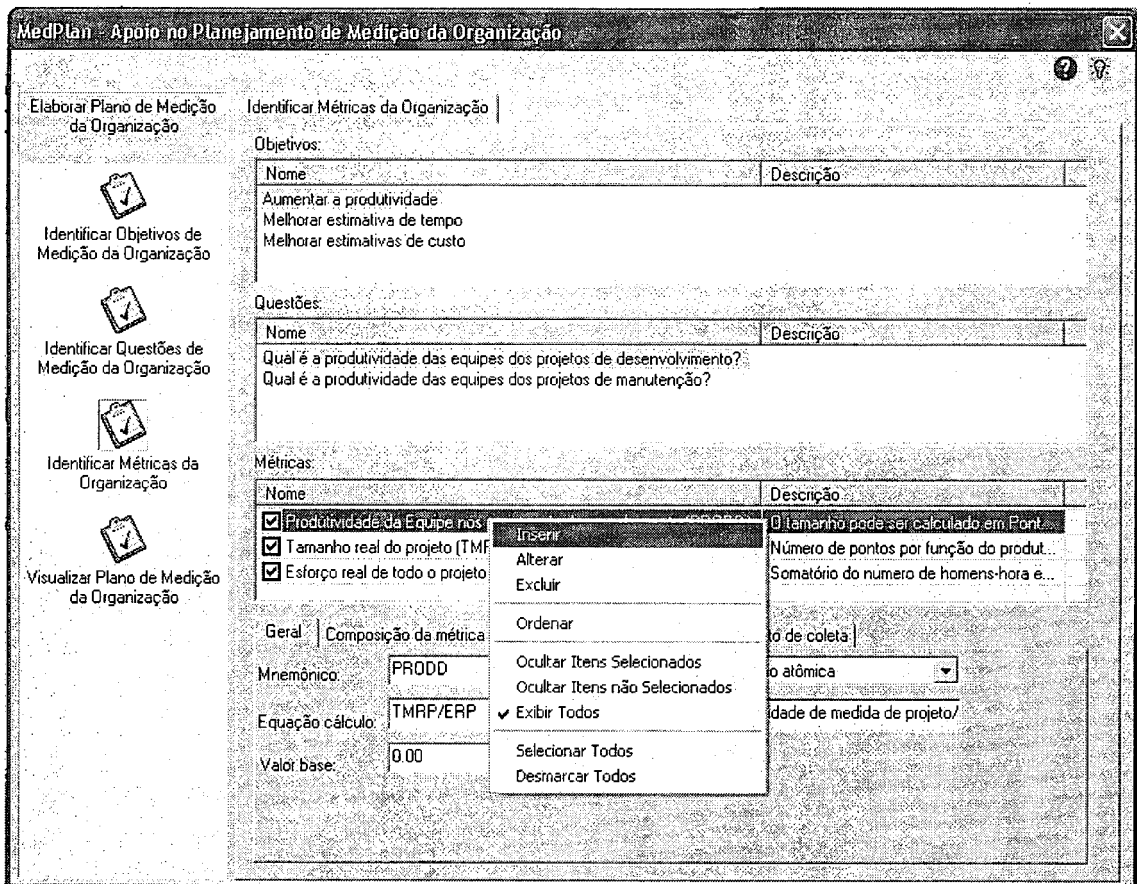 MedPlan - Apoio no Planejamento de Medição da Organização
Elaborar Plano de Medição
da Organização
Identificar Objetivos de
Medição da Organização
Identificar Questões de
Medição da Organização
Identificar Métricas da
Organização
Visualizar Plano de Medição
da Organização
Identificar Métricas da Organização
Objetivos:
Nome Descrição
Aumentar a produtividade
Melhorar estimativa de tempo
Melhorar estimativas de custo
Questões:
Nome Descrição
Qual é a produtividade das equipes dos projetos de desenvolvimento?
Qual é a produtividade das equipes dos projetos de manutenção?
Métricas:
Nome Descrição
Produtividade da Equipe nos O tamanho pode ser calculado em Pont...
Tamanho real do projeto (TMF Número de pontos por função do produt...
Esforço real de todo o projeto Somatório do numero de homens-hora e...
Inserir
Alterar
Excluir
Ordenar
Ocultar Itens Selecionados
Ocultar Itens não Selecionados
Exibir Todos
Selecionar Todos
Desmarcar Todos
Geral Composição da métrica to de coleta
Mnemônico: PRODD o atômica
Equação cálculo: TMRP/ERP idade de medida de projeto/
Valor base: 0.00